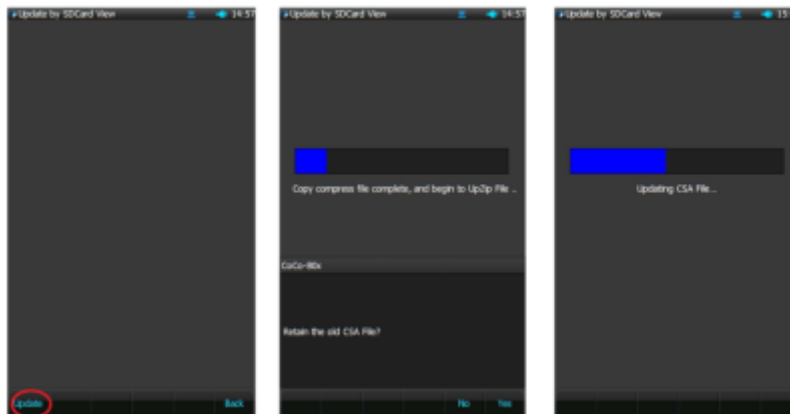 Update by SDCard View 14:57
Update
Back
Update by SDCard View 14:57
Copy compress file complete, and begin to UpZip File ..
CoCo-80x
Retain the old CSA File?
No
Yes
Update by SDCard View 15
Updating CSA File...